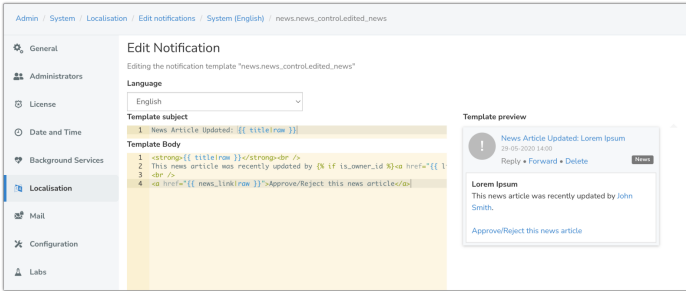 Admin / System / Localisation / Edit notifications / System (English) / news.news_control.edited_news
General
Administrators
License
Date and Time
Background Services
Localisation
Mail
Configuration
Labs
Edit Notification
Editing the notification template "news.news_control.edited_news"
Language
English
Template subject
1 News Article Updated: {{ title|raw }}
Template Body
1 <strong>{{ title|raw }}</strong><br />
2 This news article was recently updated by {% if is_owner_id %}<a href="{{ l
3 <br />
4 <a href="{{ news_link|raw }}">Approve/Reject this news article</a>
Template preview
News Article Updated: Lorem Ipsum
29-05-2020 14:00
Reply • Forward • Delete
News
Lorem Ipsum
This news article was recently updated by John
Smith.
Approve/Reject this news article